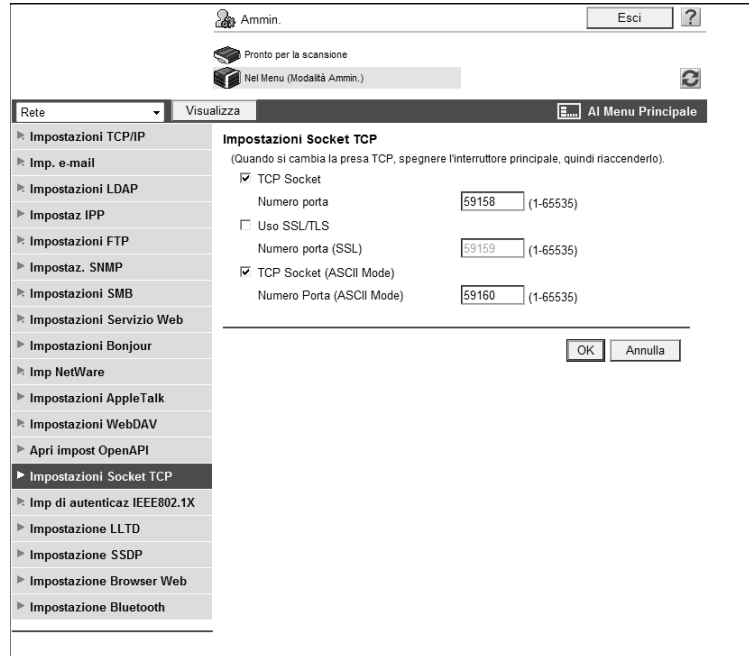 Ammin.
Esci
?
Pronto per la scansione
Nel Menu (Modalità Ammin.)
Rete
Visualizza
Al Menu Principale
Impostazioni TCP/IP
Imp. e-mail
Impostazioni LDAP
Impostaz IPP
Impostazioni FTP
Impostaz. SNMP
Impostazioni SMB
Impostazioni Servizio Web
Impostazioni Bonjour
Imp NetWare
Impostazioni AppleTalk
Impostazioni WebDAV
Apri impost OpenAPI
Impostazioni Socket TCP
Imp di autenticaz IEEE802.1X
Impostazione LLTD
Impostazione SSDP
Impostazione Browser Web
Impostazione Bluetooth
Impostazioni Socket TCP
(Quando si cambia la presa TCP, spegnere l'interruttore principale, quindi riaccenderlo).
TCP Socket
Numero porta 59158 (1-65535)
Uso SSL/TLS
Numero porta (SSL) 59159 (1-65535)
TCP Socket (ASCII Mode)
Numero Porta (ASCII Mode) 59160 (1-65535)
OK Annulla